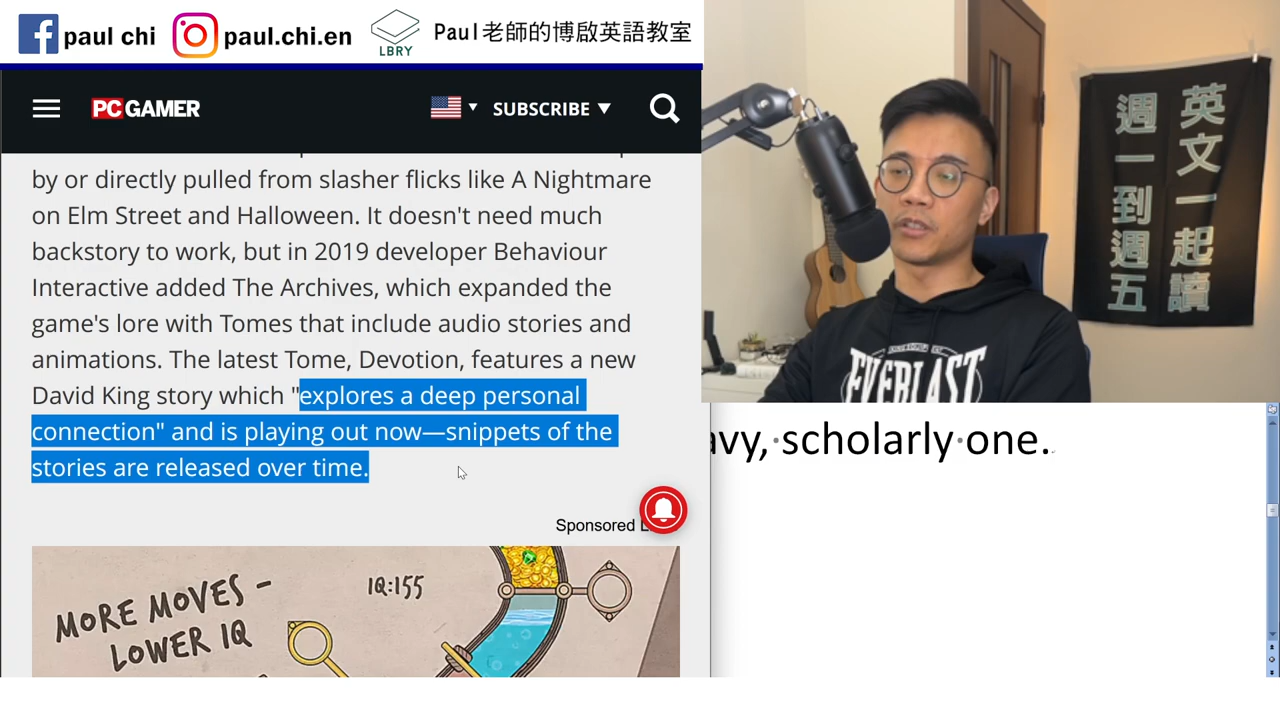 paul chi
paul.chi.en
LBRY
Paul老師的博啟英語教室
PC GAMER
SUBSCRIBE
by or directly pulled from slasher flicks like A Nightmare
on Elm Street and Halloween. It doesn't need much
backstory to work, but in 2019 developer Behaviour
Interactive added The Archives, which expanded the
game's lore with Tomes that include audio stories and
animations. The latest Tome, Devotion, features a new
David King story which "explores a deep personal
connection" and is playing out now—snippets of the
stories are released over time.
Sponsored
MORE MOVES -
LOWER IQ
IQ:155
英文一起讀
週一到週五
EVERLAST
scholarly one.